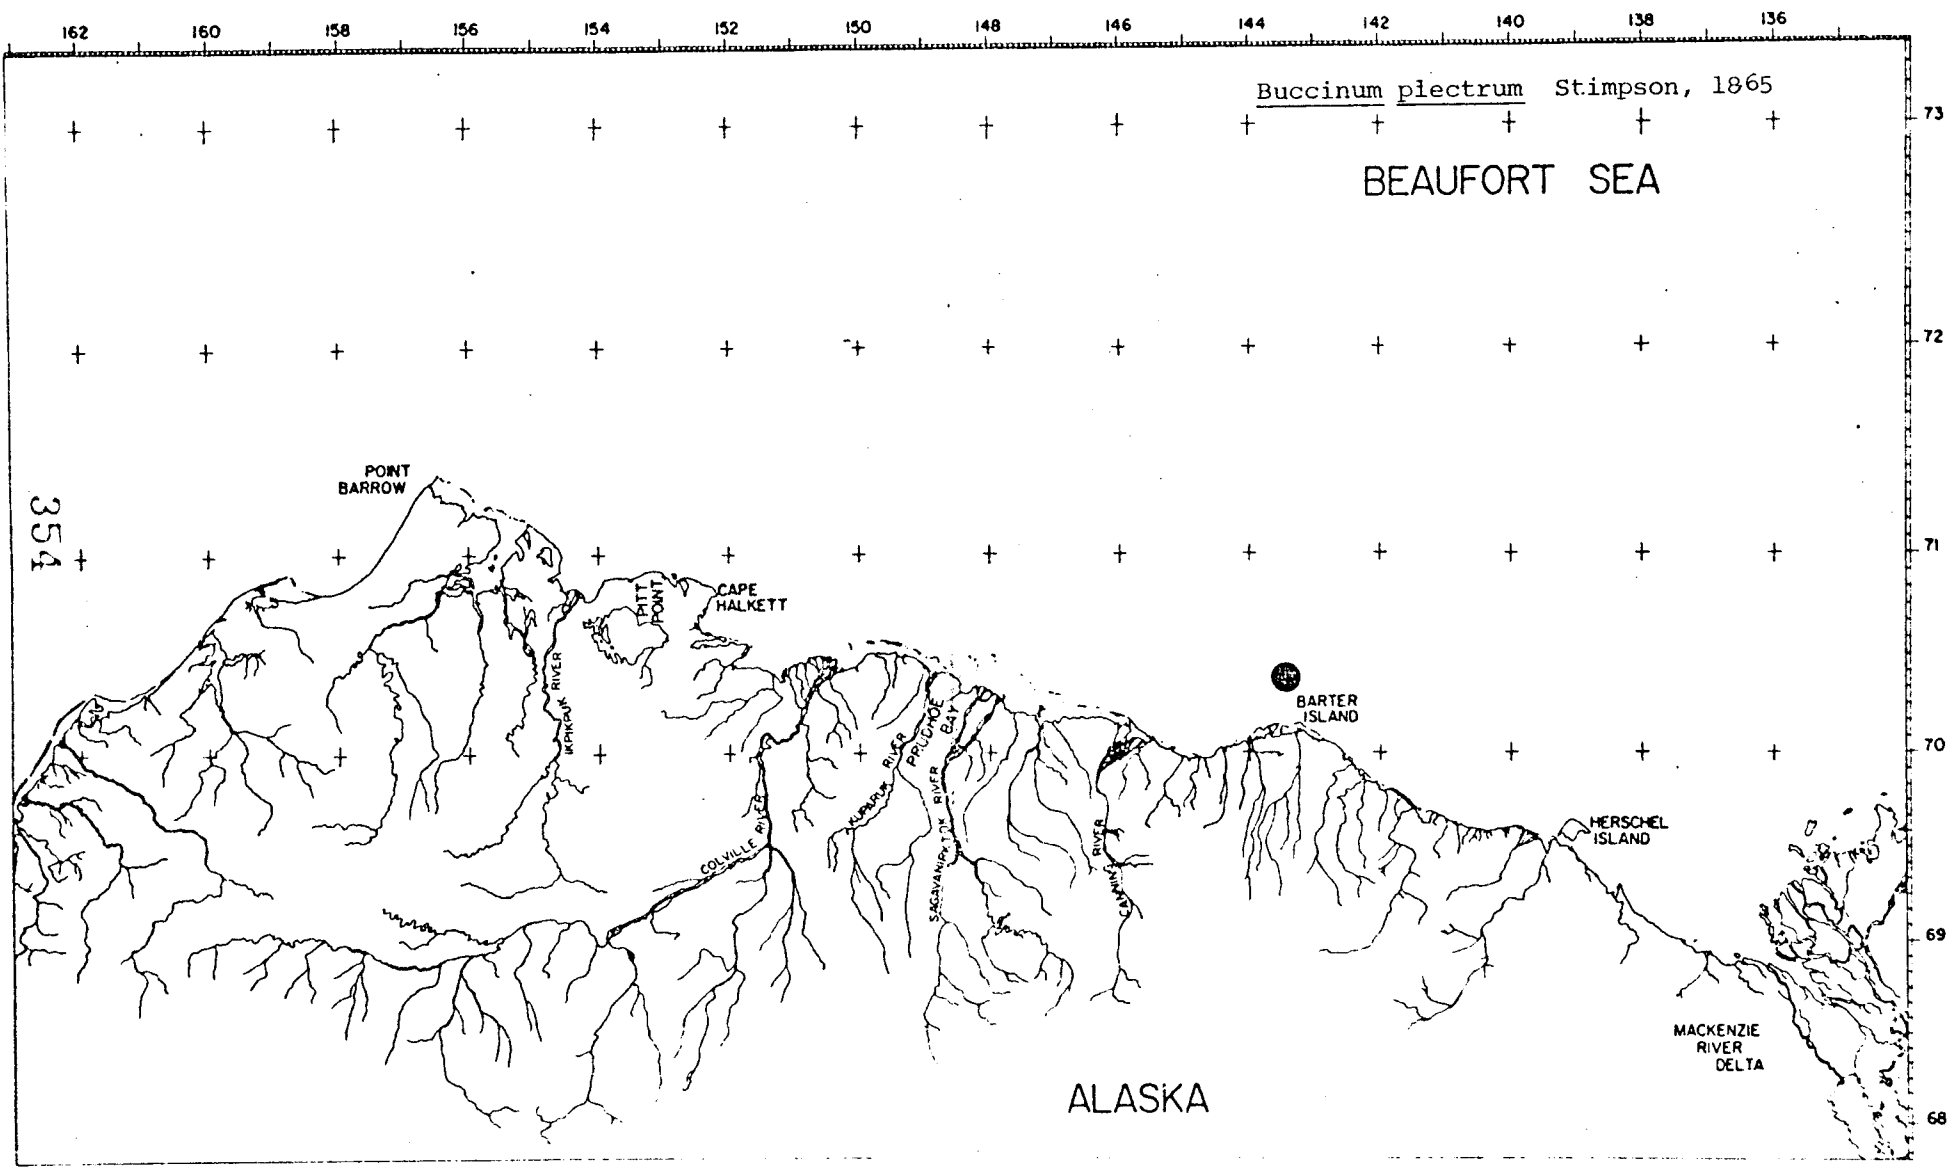 162 160 158 156 154 152 150 148 146 144 142 140 138 136
Buccinum plectrum Stimpson, 1865
73
BEAUFORT SEA
72
POINT
BARROW
354
71
PITT
POINT
CAPE
HALKETT
IKPIKPUK RIVER
BARTER
ISLAND
PRUDHOE
BAY
70
KUPARUK RIVER
SAGAVANIRKTOK RIVER
COLVILLE RIVER
CANNING RIVER
HERSCHEL
ISLAND
69
MACKENZIE
RIVER
DELTA
ALASKA
68